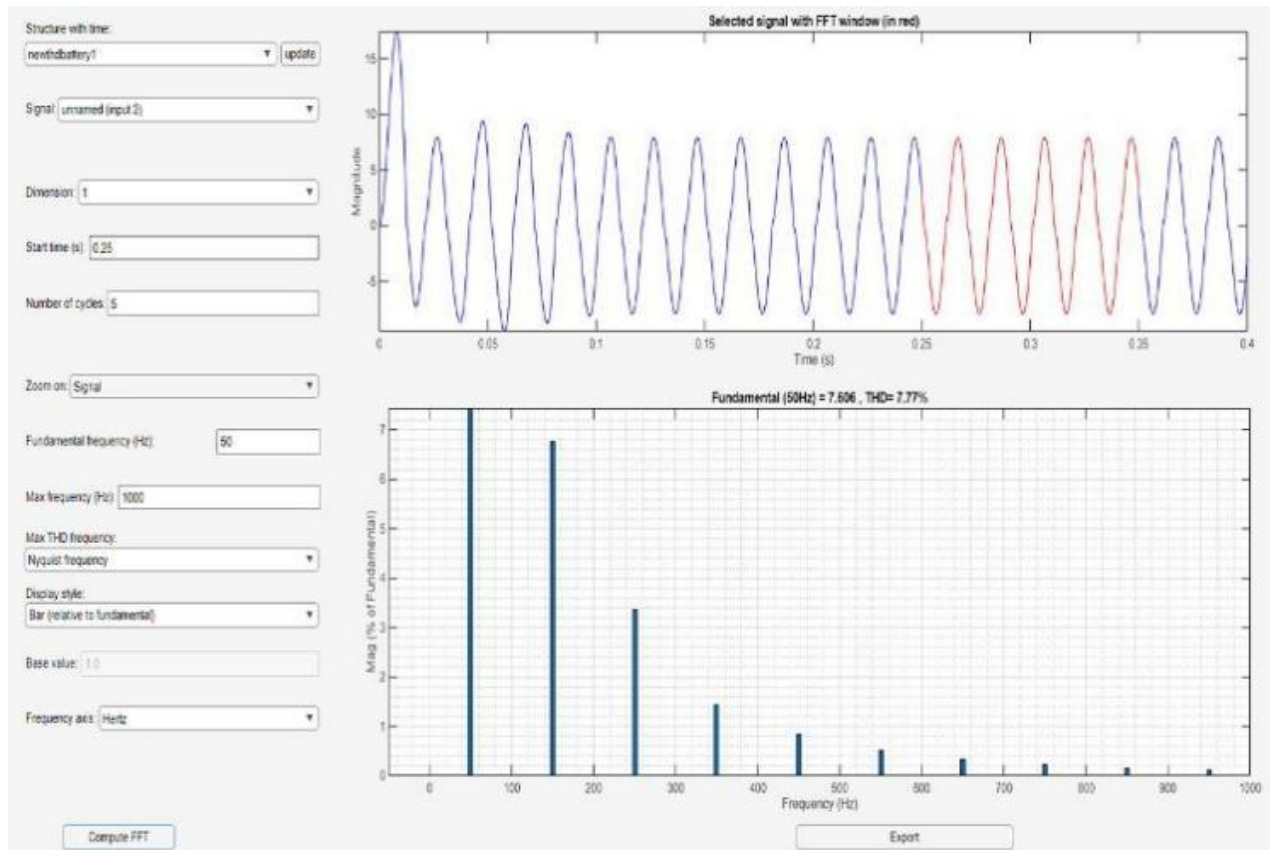 Structure with time:
newthdbattery1
update
Signal: unnamed (input 2)
Dimension: 1
Start time (s): 0.25
Number of cycles: 5
Zoom on: Signal
Fundamental frequency (Hz): 50
Max frequency (Hz): 1000
Max THD frequency:
Nyquist frequency
Display style:
Bar (relative to fundamental)
Base value: 1.0
Frequency axis: Hertz
Compute FFT
Selected signal with FFT window (in red)
15
10
5
0
-5
Magnitude
0 0.05 0.1 0.15 0.2 0.25 0.3 0.35 0.4
Time (s)
Fundamental (50Hz) = 7.606 , THD= 7.77%
7
6
5
4
3
2
1
0
Mag (% of Fundamental)
0 100 200 300 400 500 600 700 800 900 1000
Frequency (Hz)
Export